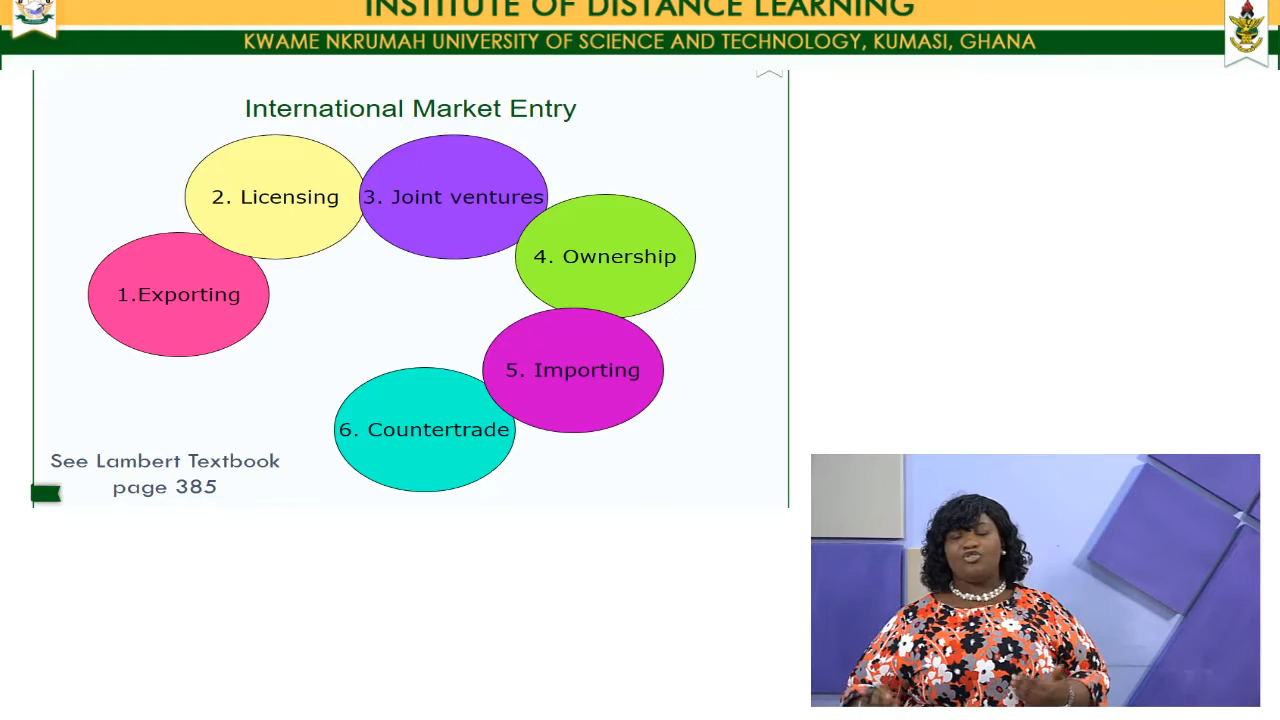 INSTITUTE OF DISTANCE LEARNING
KWAME NKRUMAH UNIVERSITY OF SCIENCE AND TECHNOLOGY, KUMASI, GHANA
International Market Entry
2. Licensing
3. Joint ventures
4. Ownership
1.Exporting
5. Importing
6. Countertrade
See Lambert Textbook
page 385